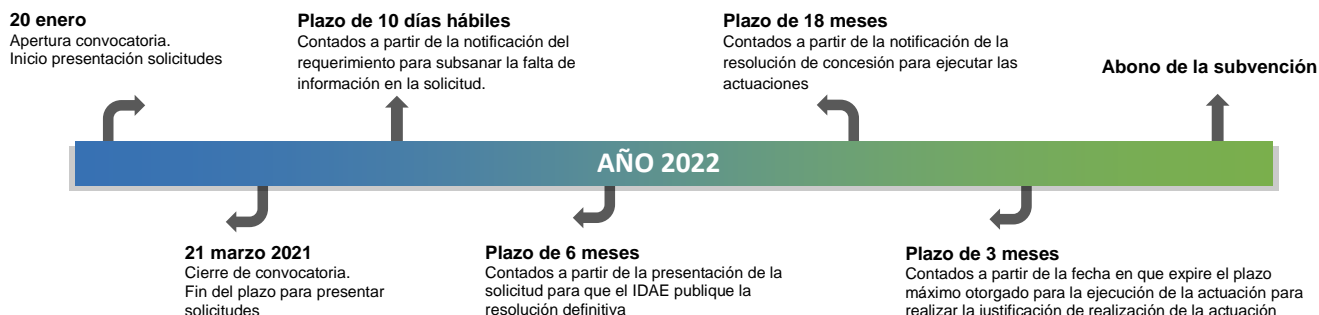 20 enero
Apertura convocatoria.
Inicio presentación solicitudes
Plazo de 10 días hábiles
Contados a partir de la notificación del
requerimiento para subsanar la falta de
información en la solicitud.
Plazo de 18 meses
Contados a partir de la notificación de la
resolución de concesión para ejecutar las
actuaciones
Abono de la subvención
AÑO 2022
21 marzo 2021
Cierre de convocatoria.
Fin del plazo para presentar
solicitudes
Plazo de 6 meses
Contados a partir de la presentación de la
solicitud para que el IDAE publique la
resolución definitiva
Plazo de 3 meses
Contados a partir de la fecha en que expire el plazo
máximo otorgado para la ejecución de la actuación para
realizar la justificación de realización de la actuación